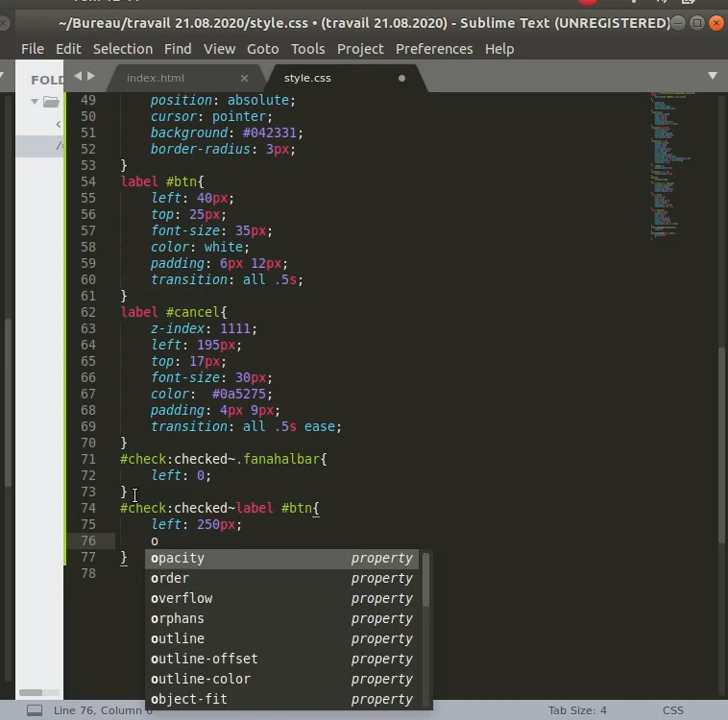 ~/Bureau/travail 21.08.2020/style.css • (travail 21.08.2020) - Sublime Text (UNREGISTERED)
File Edit Selection Find View Goto Tools Project Preferences Help
FOLD
index.html × style.css
49 position: absolute;
50 cursor: pointer;
51 background: #042331;
52 border-radius: 3px;
53 }
54 label #btn{
55 left: 40px;
56 top: 25px;
57 font-size: 35px;
58 color: white;
59 padding: 6px 12px;
60 transition: all .5s;
61 }
62 label #cancel{
63 z-index: 1111;
64 left: 195px;
65 top: 17px;
66 font-size: 30px;
67 color:  #0a5275;
68 padding: 4px 9px;
69 transition: all .5s ease;
70 }
71 #check:checked~.fanahalbar{
72 left: 0;
73 }
74 #check:checked~label #btn{
75 left: 250px;
76 o
77 }
78
opacity property
order property
overflow property
orphans property
outline property
outline-offset property
outline-color property
object-fit property
Line 76, Column 6 Tab Size: 4 CSS